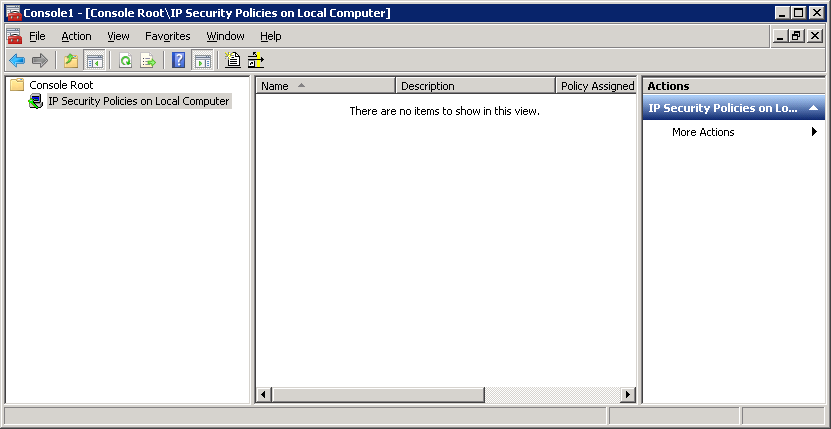 Console1 - [Console Root\IP Security Policies on Local Computer]
File Action View Favorites Window Help
Console Root
IP Security Policies on Local Computer
Name Description Policy Assigned
There are no items to show in this view.
Actions
IP Security Policies on Lo...
More Actions